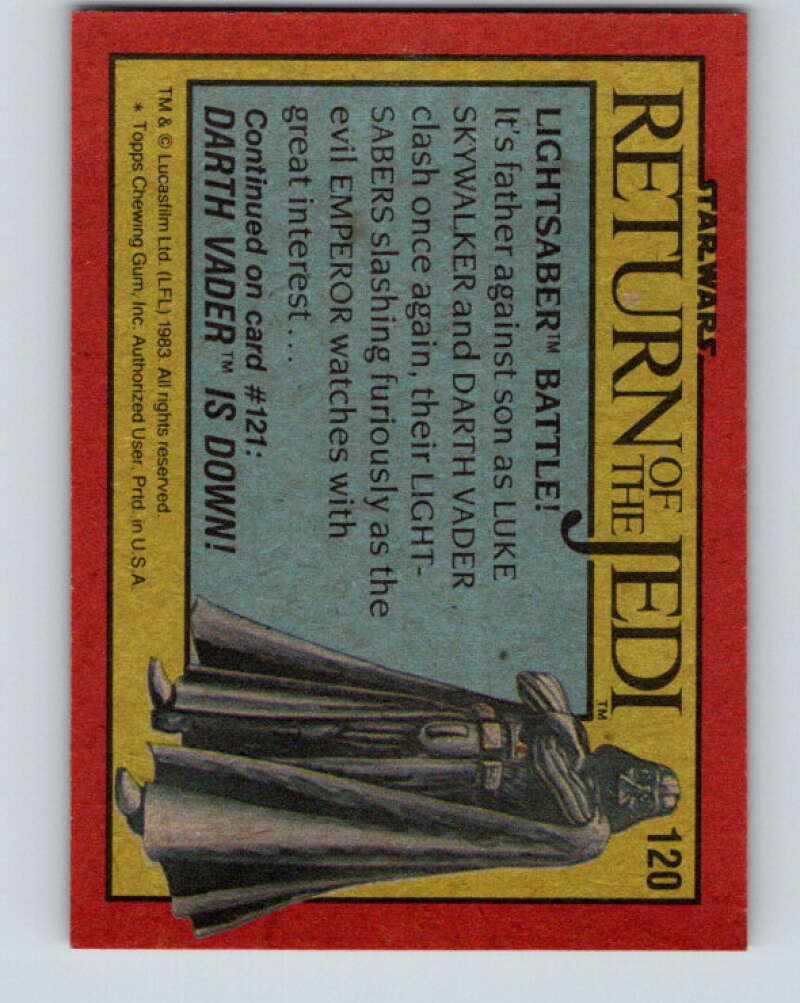 STAR WARS
RETURN OF THE JEDI™
120
LIGHTSABER™ BATTLE!
It's father against son as LUKE
SKYWALKER and DARTH VADER
clash once again, their LIGHT-
SABERS slashing furiously as the
evil EMPEROR watches with
great interest...
Continued on card #121:
DARTH VADER™ IS DOWN!
TM & © Lucasfilm Ltd. (LFL) 1983. All rights reserved.
* Topps Chewing Gum, Inc. Authorized User. Prtd. in U.S.A.